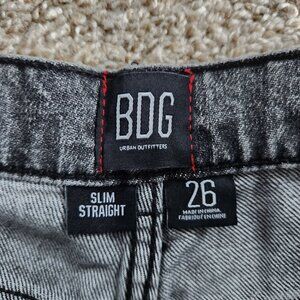 BDG
URBAN OUTFITTERS
SLIM
STRAIGHT
26
MADE IN CHINA
FABRIQUÉ EN CHINE